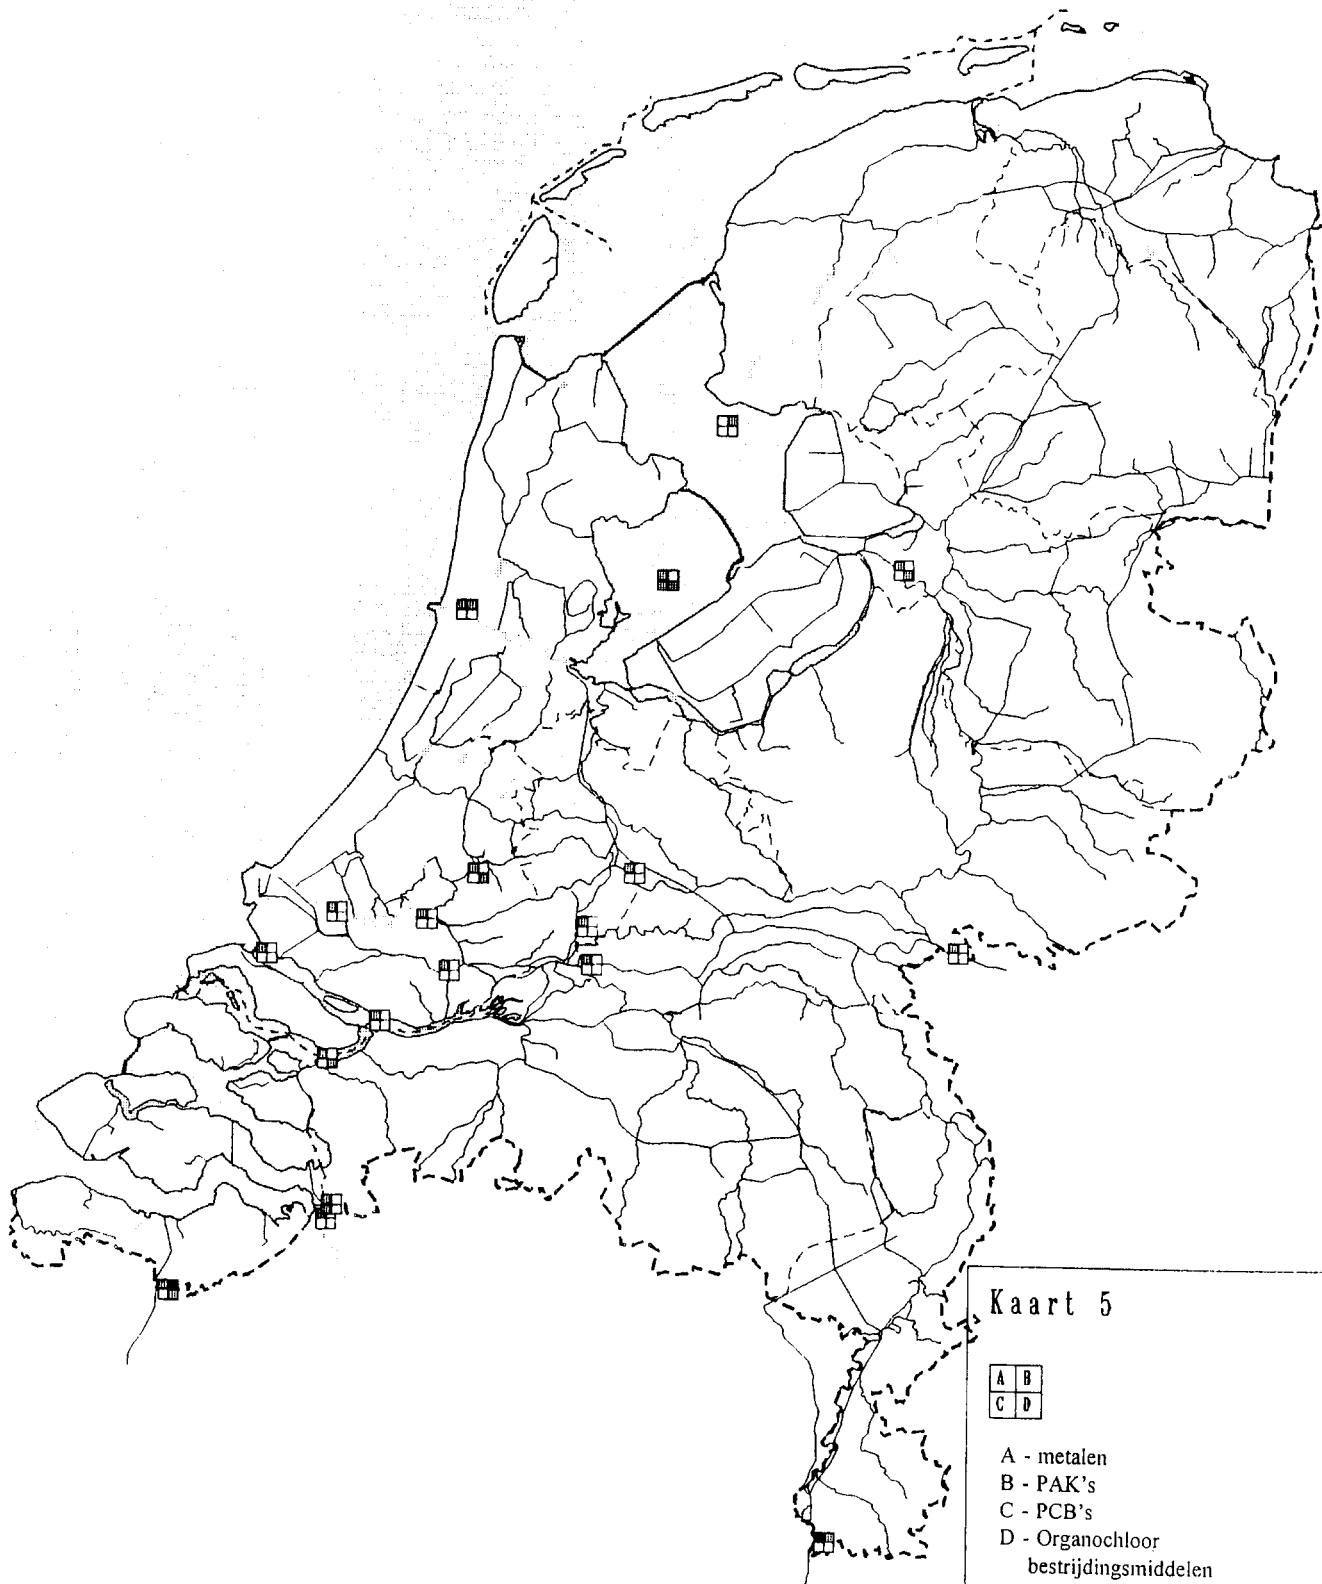 Kaart 5
A B
C D
A - metalen
B - PAK's
C - PCB's
D - Organochloor
bestrijdingsmiddelen